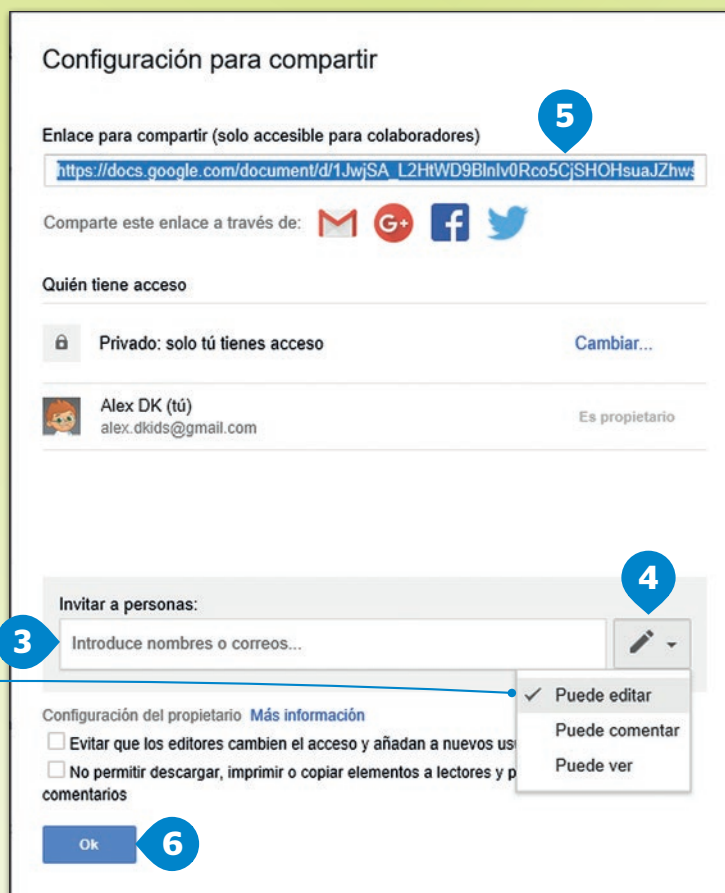 Configuración para compartir
5
Enlace para compartir (solo accesible para colaboradores)
https://docs.google.com/document/d/1JwjSA_L2HtWD9BlnIv0Rco5CjSHOHsuaJZhws
Comparte este enlace a través de:
G+
Quién tiene acceso
Privado: solo tú tienes acceso Cambiar...
Alex DK (tú)
alex.dkids@gmail.com Es propietario
4
Invitar a personas:
3 Introduce nombres o correos...
Puede editar
Configuración del propietario Más información
Puede comentar
Evitar que los editores cambien el acceso y añadan a nuevos
Puede ver
No permitir descargar, imprimir o copiar elementos a lectores y
comentarios
Ok 6